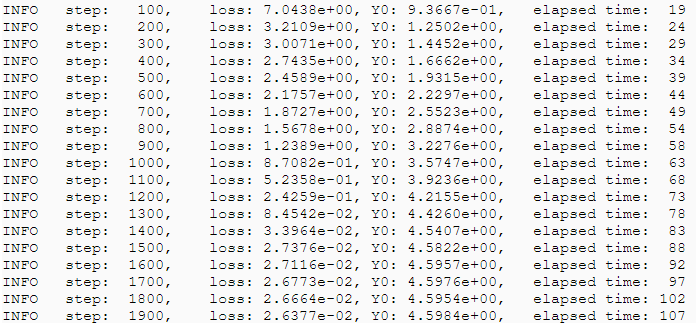 INFO step: 100, loss: 7.0438e+00, Y0: 9.3667e-01, elapsed time: 19
INFO step: 200, loss: 3.2109e+00, Y0: 1.2502e+00, elapsed time: 24
INFO step: 300, loss: 3.0071e+00, Y0: 1.4452e+00, elapsed time: 29
INFO step: 400, loss: 2.7435e+00, Y0: 1.6662e+00, elapsed time: 34
INFO step: 500, loss: 2.4589e+00, Y0: 1.9315e+00, elapsed time: 39
INFO step: 600, loss: 2.1757e+00, Y0: 2.2297e+00, elapsed time: 44
INFO step: 700, loss: 1.8727e+00, Y0: 2.5523e+00, elapsed time: 49
INFO step: 800, loss: 1.5678e+00, Y0: 2.8874e+00, elapsed time: 54
INFO step: 900, loss: 1.2389e+00, Y0: 3.2276e+00, elapsed time: 58
INFO step: 1000, loss: 8.7082e-01, Y0: 3.5747e+00, elapsed time: 63
INFO step: 1100, loss: 5.2358e-01, Y0: 3.9236e+00, elapsed time: 68
INFO step: 1200, loss: 2.4259e-01, Y0: 4.2155e+00, elapsed time: 73
INFO step: 1300, loss: 8.4542e-02, Y0: 4.4260e+00, elapsed time: 78
INFO step: 1400, loss: 3.3964e-02, Y0: 4.5407e+00, elapsed time: 83
INFO step: 1500, loss: 2.7376e-02, Y0: 4.5822e+00, elapsed time: 88
INFO step: 1600, loss: 2.7116e-02, Y0: 4.5957e+00, elapsed time: 92
INFO step: 1700, loss: 2.6773e-02, Y0: 4.5976e+00, elapsed time: 97
INFO step: 1800, loss: 2.6664e-02, Y0: 4.5954e+00, elapsed time: 102
INFO step: 1900, loss: 2.6377e-02, Y0: 4.5984e+00, elapsed time: 107